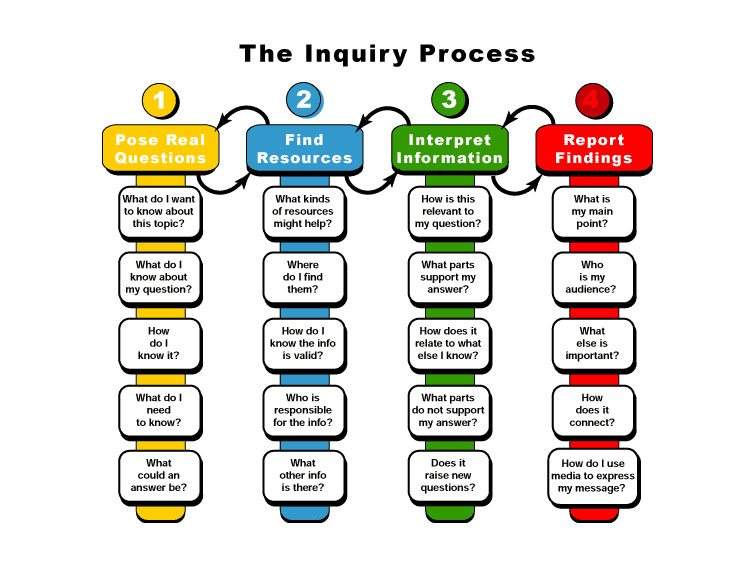 The Inquiry Process
1
2
3
4
Pose Real
Questions
Find
Resources
Interpret
Information
Report
Findings
What do I want
to know about
this topic?
What do I
know about
my question?
How
do I
know it?
What do I
need
to know?
What
could an
answer be?
What kinds
of resources
might help?
Where
do I find
them?
How do I
know the info
is valid?
Who is
responsible
for the info?
What
other info
is there?
How is this
relevant to
my question?
What parts
support my
answer?
How does it
relate to what
else I know?
What parts
do not support
my answer?
Does it
raise new
questions?
What is
my main
point?
Who
is my
audience?
What
else is
important?
How
does it
connect?
How do I use
media to express
my message?